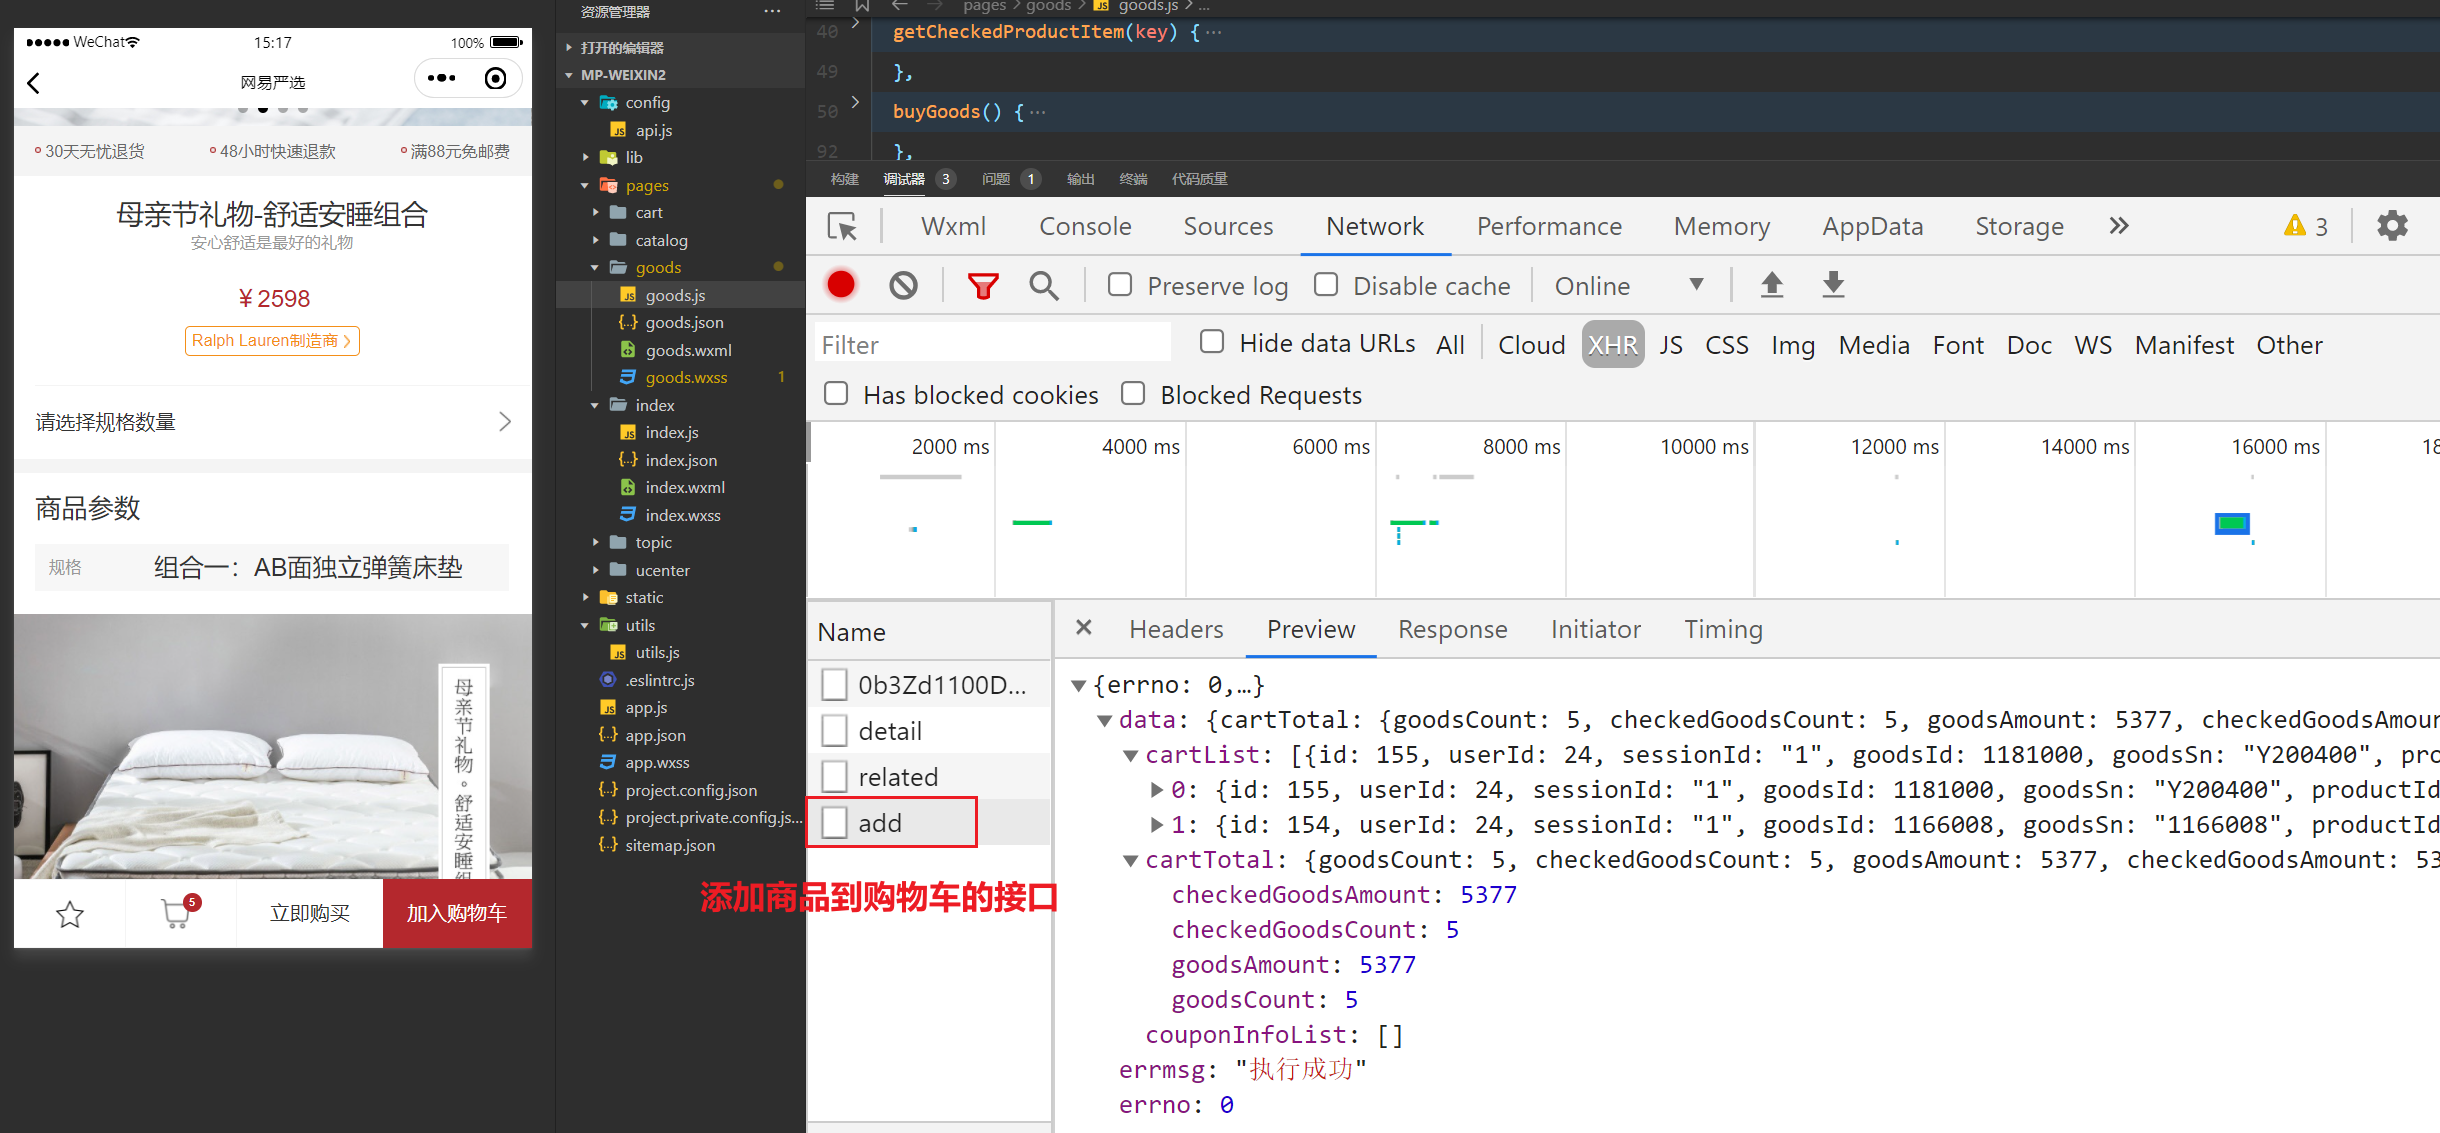 WeChat
15:17
100%
网易严选
30天无忧退货
48小时快速退款
满88元免邮费
母亲节礼物-舒适安睡组合
安心舒适是最好的礼物
￥2598
Ralph Lauren制造商
请选择规格数量
商品参数
规格
组合一：AB面独立弹簧床垫
母亲节礼物。舒适安睡组
5
立即购买
加入购物车
资源管理器
打开的编辑器
MP-WEIXIN2
config
api.js
lib
pages
cart
catalog
goods
goods.js
goods.json
goods.wxml
goods.wxss 1
index
index.js
index.json
index.wxml
index.wxss
topic
ucenter
static
utils
utils.js
.eslintrc.js
app.js
app.json
app.wxss
project.config.json
project.private.config.js...
sitemap.json
pages > goods > goods.js > ...
40 getCheckedProductItem(key) {…
49 },
50 buyGoods() {…
92 },
构建 调试器 3 问题 1 输出 终端 代码质量
Wxml Console Sources Network Performance Memory AppData Storage 3
Preserve log Disable cache Online
Filter Hide data URLs All Cloud XHR JS CSS Img Media Font Doc WS Manifest Other
Has blocked cookies Blocked Requests
2000 ms 4000 ms 6000 ms 8000 ms 10000 ms 12000 ms 14000 ms 16000 ms 18
Name
0b3Zd1100D...
detail
related
add
添加商品到购物车的接口
Headers Preview Response Initiator Timing
{errno: 0,…}
data: {cartTotal: {goodsCount: 5, checkedGoodsCount: 5, goodsAmount: 5377, checkedGoodsAmoun
cartList: [{id: 155, userId: 24, sessionId: "1", goodsId: 1181000, goodsSn: "Y200400", pro
0: {id: 155, userId: 24, sessionId: "1", goodsId: 1181000, goodsSn: "Y200400", productId
1: {id: 154, userId: 24, sessionId: "1", goodsId: 1166008, goodsSn: "1166008", productId
cartTotal: {goodsCount: 5, checkedGoodsCount: 5, goodsAmount: 5377, checkedGoodsAmount: 53
checkedGoodsAmount: 5377
checkedGoodsCount: 5
goodsAmount: 5377
goodsCount: 5
couponInfoList: []
errmsg: "执行成功"
errno: 0